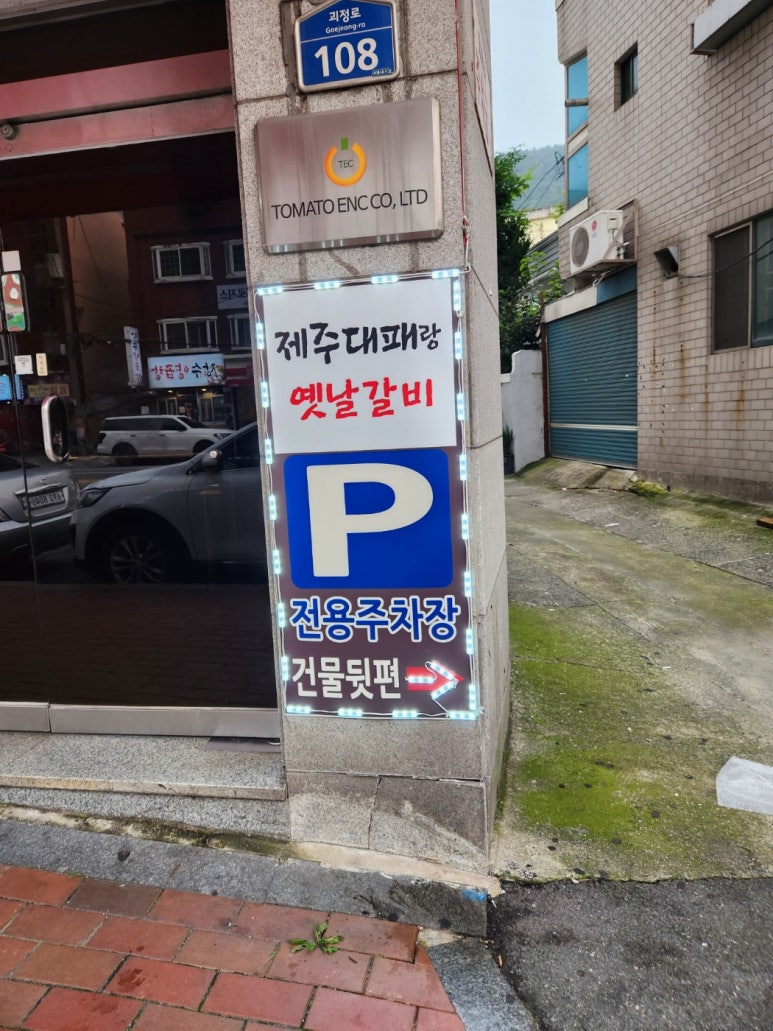 괴정로
Goejeong-ro
108
TEC
TOMATO ENC CO, LTD
제주대패랑
옛날갈비
P
전용주차장
건물뒷편